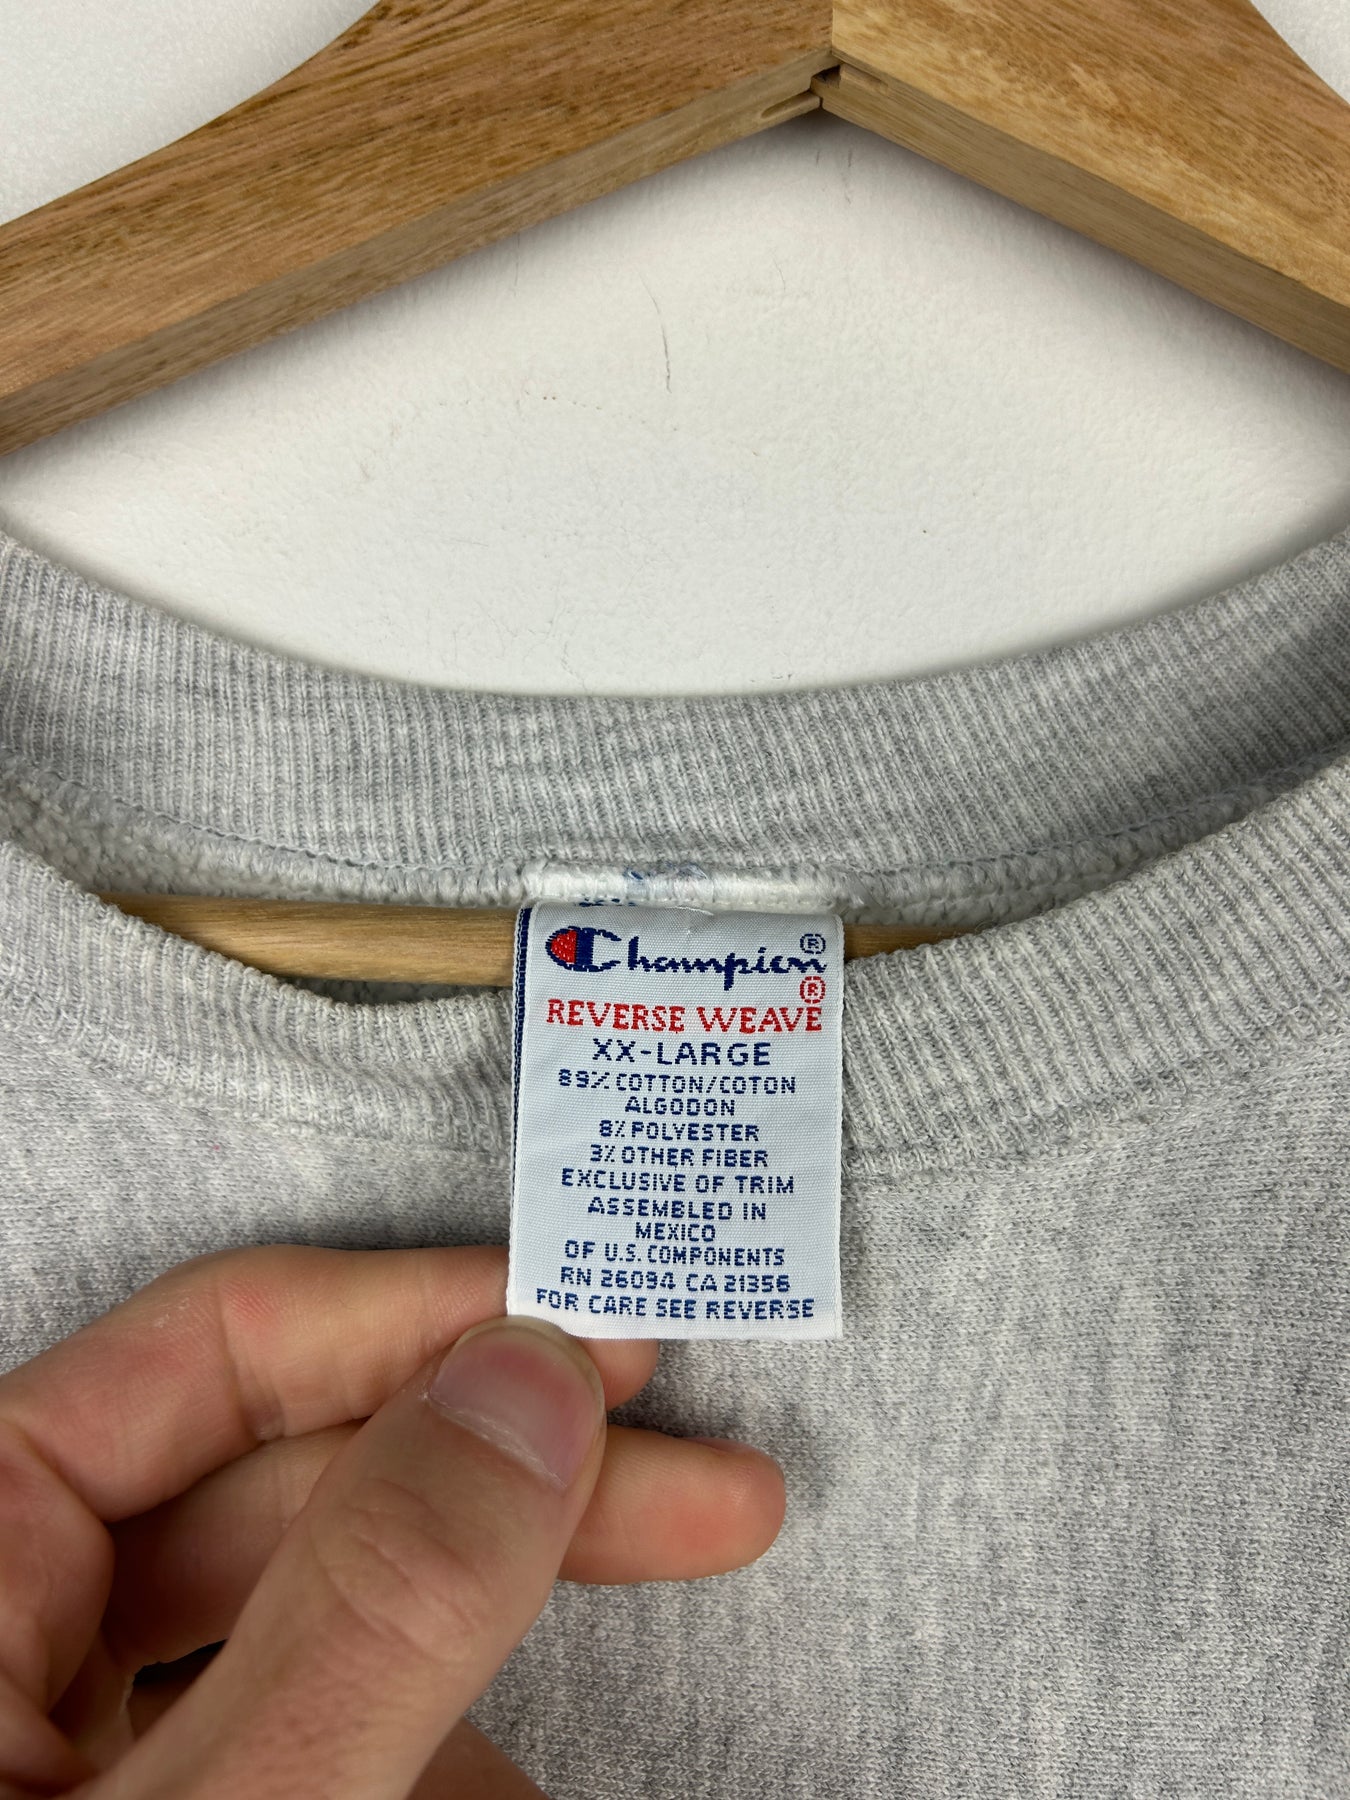 Champion®
REVERSE WEAVE®
XX-LARGE
89% COTTON/COTON
ALGODON
8% POLYESTER
3% OTHER FIBER
EXCLUSIVE OF TRIM
ASSEMBLED IN
MEXICO
OF U.S. COMPONENTS
RN 26094 CA 21356
FOR CARE SEE REVERSE